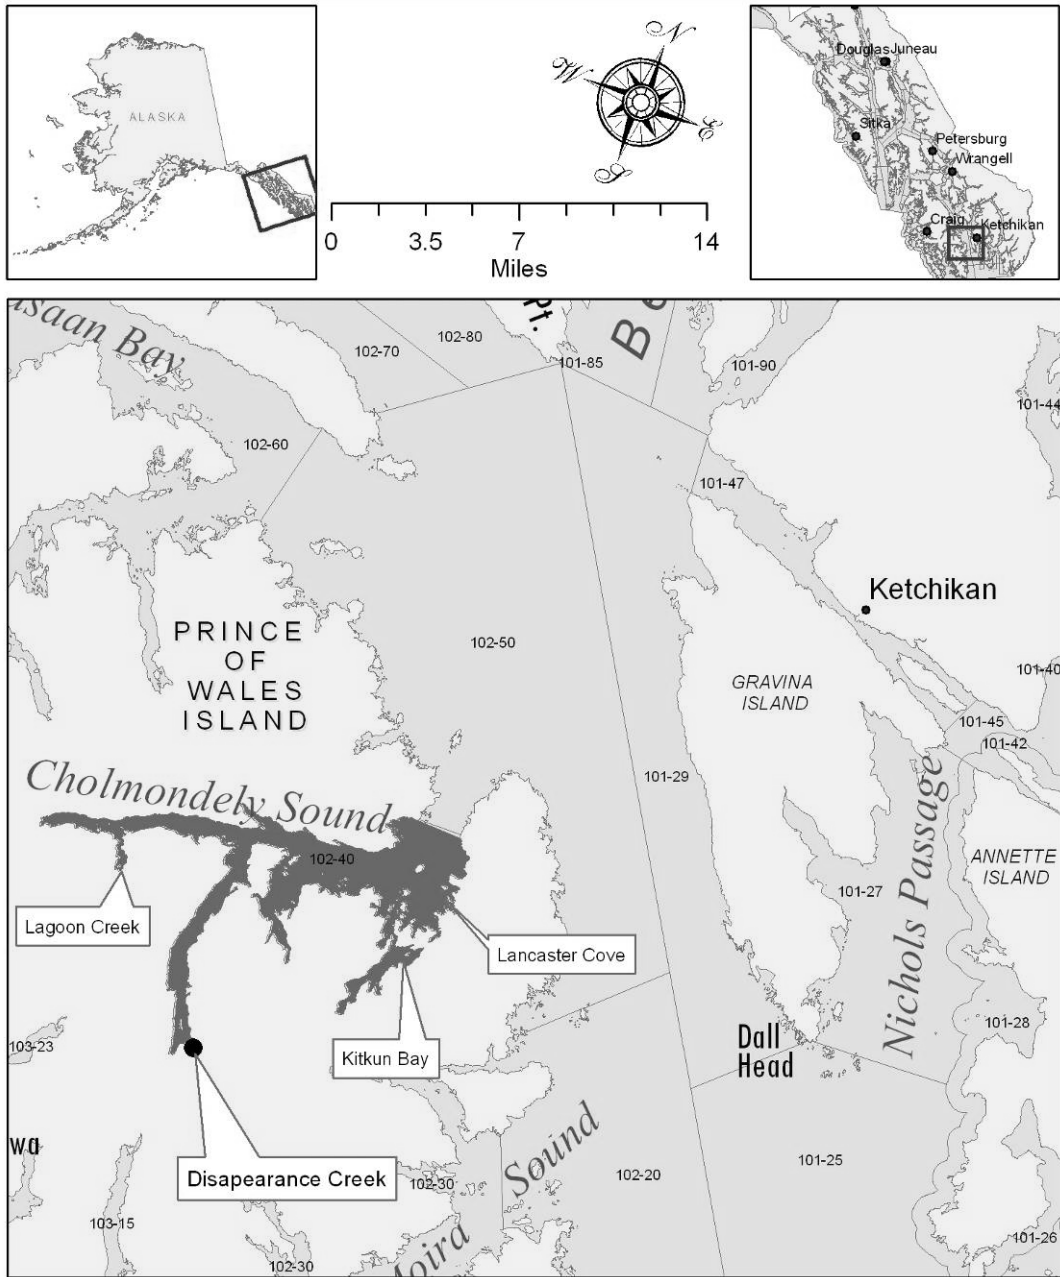 ALASKA
N
W
E
S
0
3.5
7
14
Miles
Douglas
Juneau
Sitka
Petersburg
Wrangell
Craig
Ketchikan
Bay
Pt.
102-80
102-70
101-85
101-90
101-44
102-60
101-47
Ketchikan
PRINCE
OF
WALES
ISLAND
102-50
GRAVINA
ISLAND
101-40
101-45
101-42
101-29
Cholmondely Sound
102-40
Nichols Passage
ANNETTE
ISLAND
101-27
Lagoon Creek
Lancaster Cove
Kitkun Bay
103-23
Dall
Head
101-28
wa
Disapearance Creek
102-30
Sound
102-20
101-25
103-15
102-30
101-26